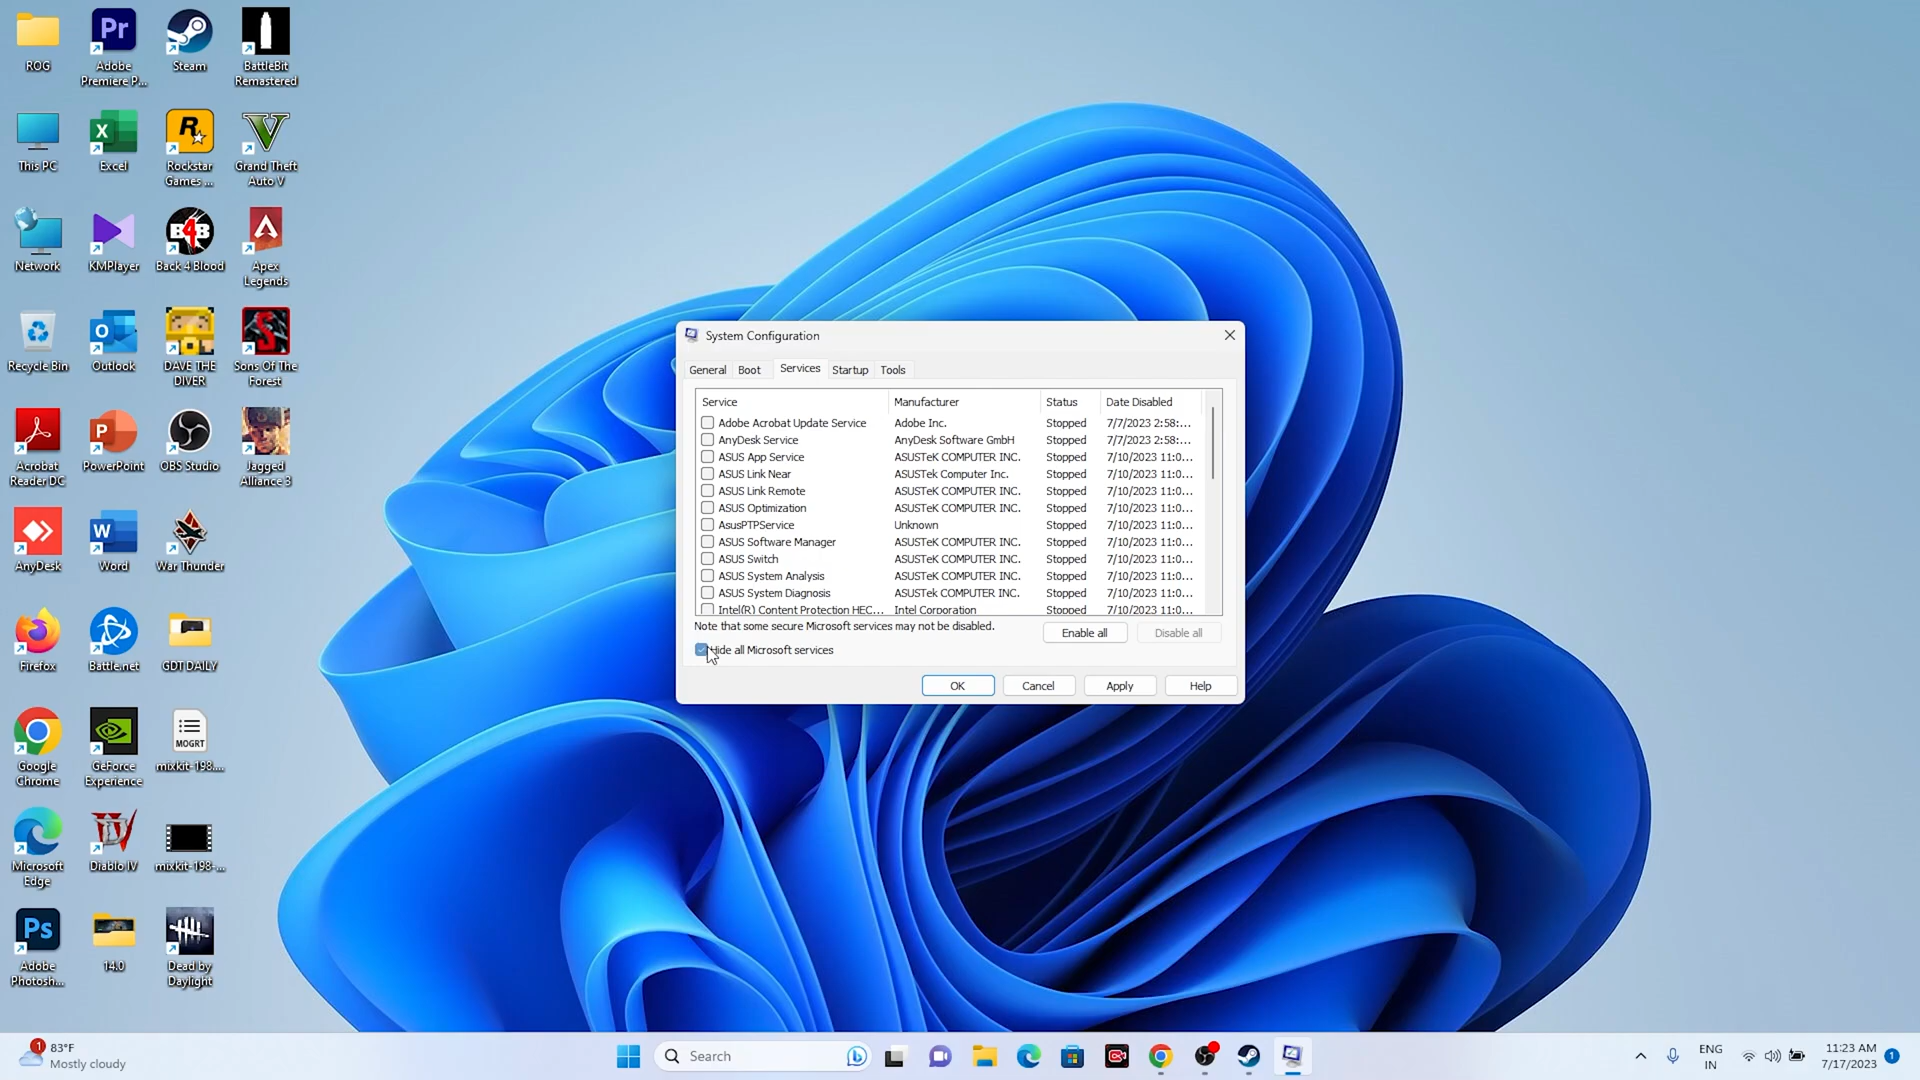 ROG
Adobe
Premiere P...
Steam
BattleBit
Remastered
This PC
Excel
Rockstar
Games ...
Grand Theft
Auto V
Network
KMPlayer
Back 4 Blood
Apex
Legends
Recycle Bin
Outlook
DAVE THE
DIVER
Sons Of The
Forest
Acrobat
Reader DC
PowerPoint
OBS Studio
Jagged
Alliance 3
AnyDesk
Word
War Thunder
Firefox
Battle.net
GDT DAILY
Google
Chrome
GeForce
Experience
MOGRT
mixkit-198....
Microsoft
Edge
Diablo IV
mixkit-198-...
Adobe
Photosh...
14.0
Dead by
Daylight
System Configuration
General Boot Services Startup Tools
Service Manufacturer Status Date Disabled
Adobe Acrobat Update Service Adobe Inc. Stopped 7/7/2023 2:58:...
AnyDesk Service AnyDesk Software GmbH Stopped 7/7/2023 2:58:...
ASUS App Service ASUSTeK COMPUTER INC. Stopped 7/10/2023 11:0...
ASUS Link Near ASUSTek Computer Inc. Stopped 7/10/2023 11:0...
ASUS Link Remote ASUSTeK COMPUTER INC. Stopped 7/10/2023 11:0...
ASUS Optimization ASUSTeK COMPUTER INC. Stopped 7/10/2023 11:0...
AsusPTPService Unknown Stopped 7/10/2023 11:0...
ASUS Software Manager ASUSTeK COMPUTER INC. Stopped 7/10/2023 11:0...
ASUS Switch ASUSTeK COMPUTER INC. Stopped 7/10/2023 11:0...
ASUS System Analysis ASUSTeK COMPUTER INC. Stopped 7/10/2023 11:0...
ASUS System Diagnosis ASUSTeK COMPUTER INC. Stopped 7/10/2023 11:0...
Intel(R) Content Protection HEC... Intel Corporation Stopped 7/10/2023 11:0...
Note that some secure Microsoft services may not be disabled.
Enable all Disable all
Hide all Microsoft services
OK Cancel Apply Help
1
83°F
Mostly cloudy
Search
ENG
IN
11:23 AM
7/17/2023
1